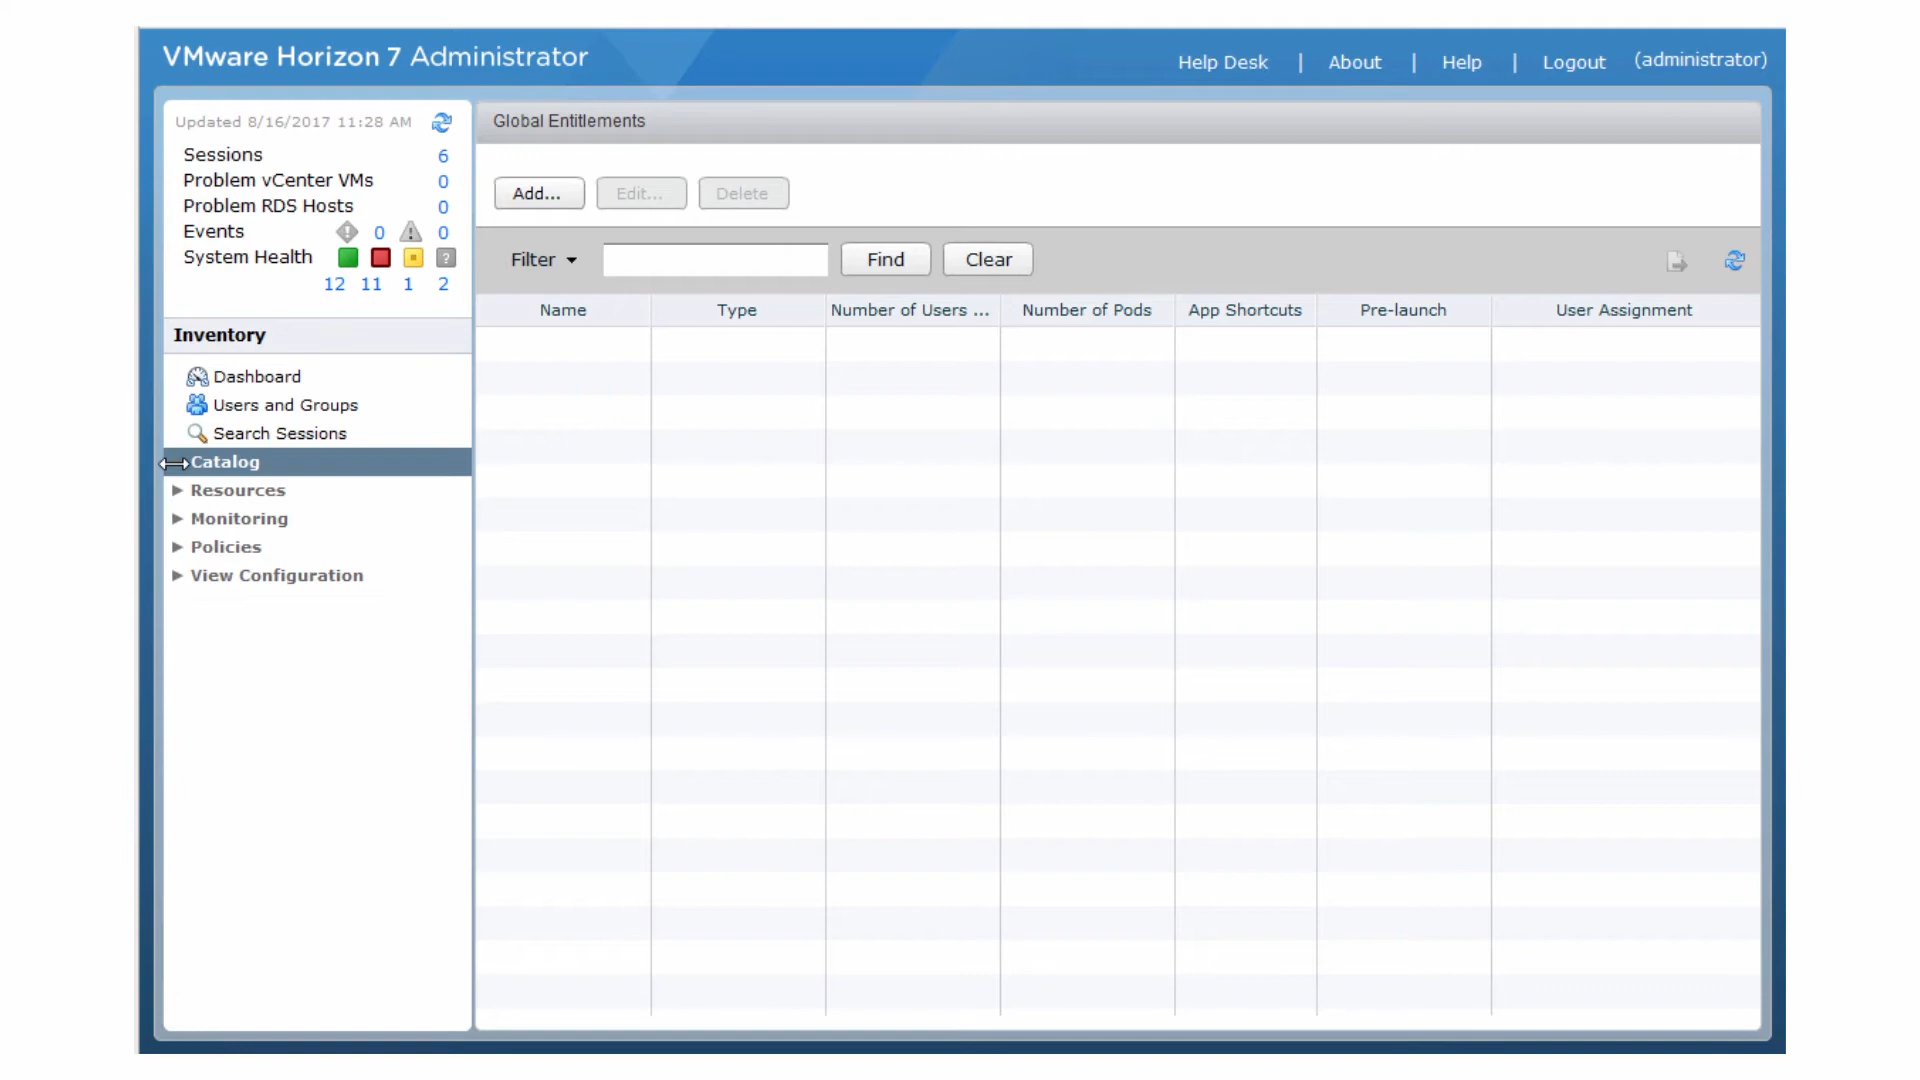 VMware Horizon 7 Administrator
Help Desk | About | Help | Logout (administrator)
Updated 8/16/2017 11:28 AM
Sessions 6
Problem vCenter VMs 0
Problem RDS Hosts 0
Events 0 0
System Health
12 11 1 2
Inventory
Dashboard
Users and Groups
Search Sessions
Catalog
Resources
Monitoring
Policies
View Configuration
Global Entitlements
Add... Edit... Delete
Filter Find Clear
Name Type Number of Users ... Number of Pods App Shortcuts Pre-launch User Assignment